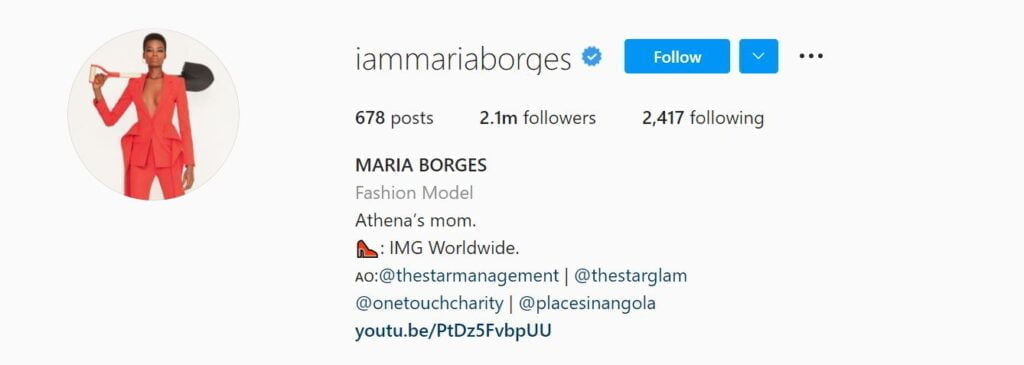 iammariaborges Follow
678 posts 2.1m followers 2,417 following
MARIA BORGES
Fashion Model
Athena’s mom.
👠: IMG Worldwide.
ᴀᴏ:@thestarmanagement | @thestarglam
@onetouchcharity | @placesinangola
youtu.be/PtDz5FvbpUU